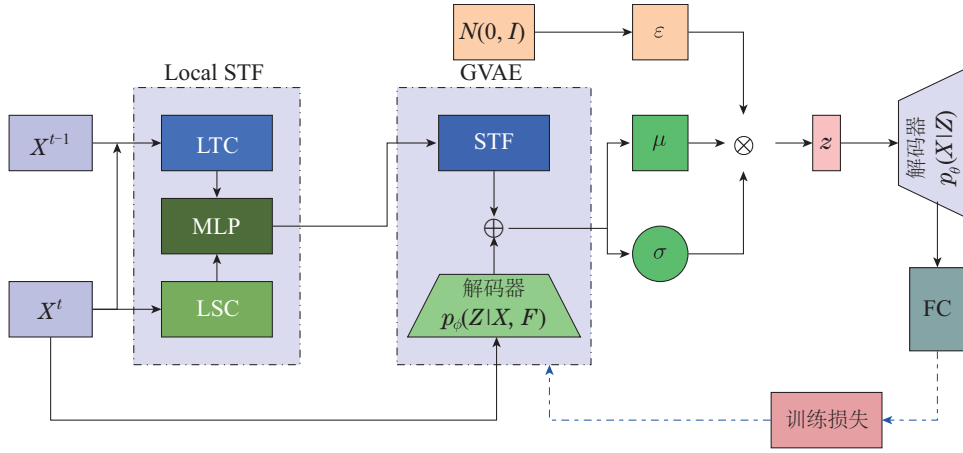 N(0, I)
ε
Local STF
GVAE
X^{t−1}
LTC
STF
μ
⊗
z
解码器
p_θ(X|Z)
MLP
⊕
σ
X^t
LSC
解码器
p_ϕ(Z|X, F)
FC
训练损失